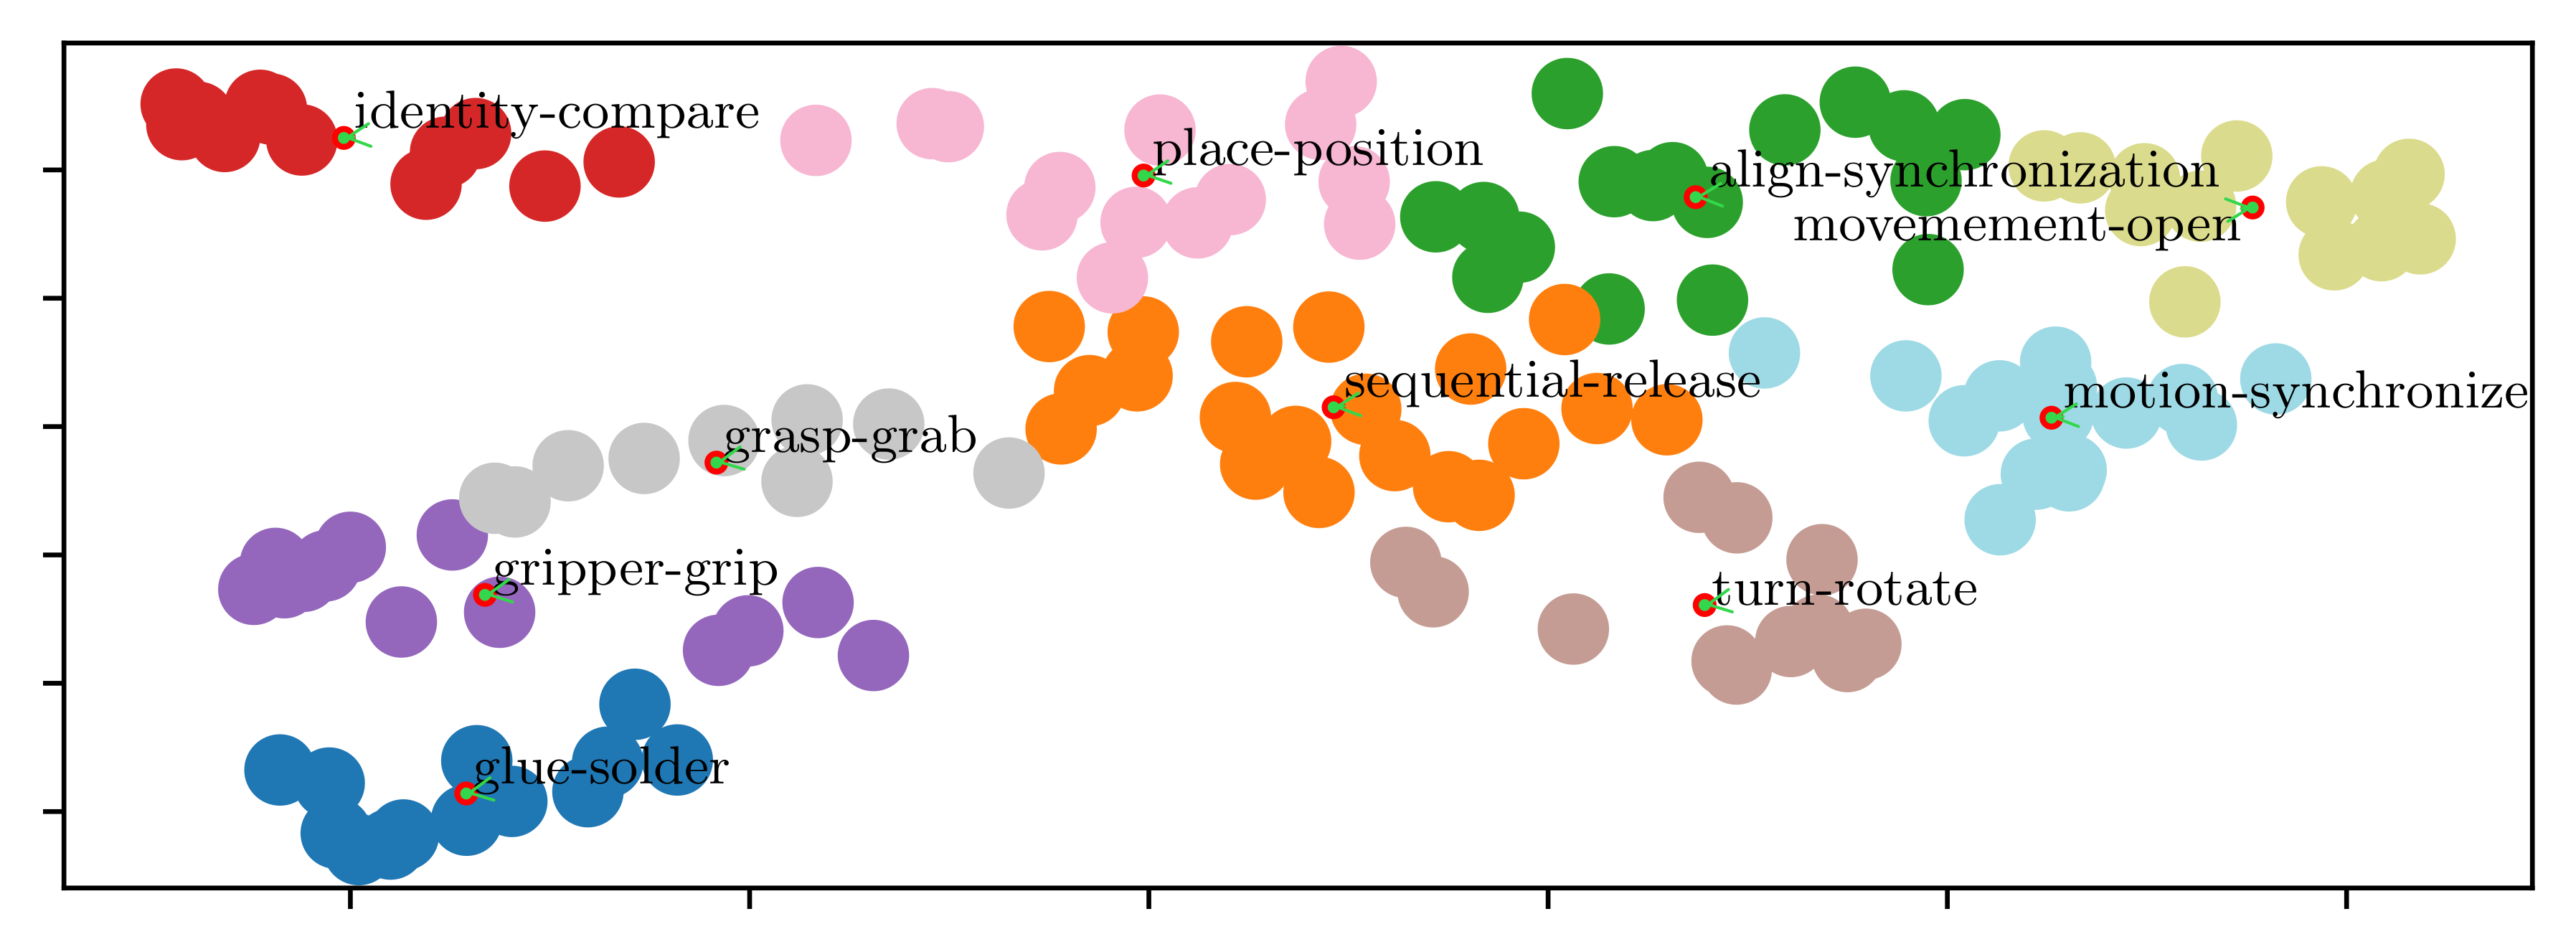 identity-compare
place-position
align-synchronization
movemement-open
sequential-release
motion-synchronize
grasp-grab
gripper-grip
turn-rotate
glue-solder